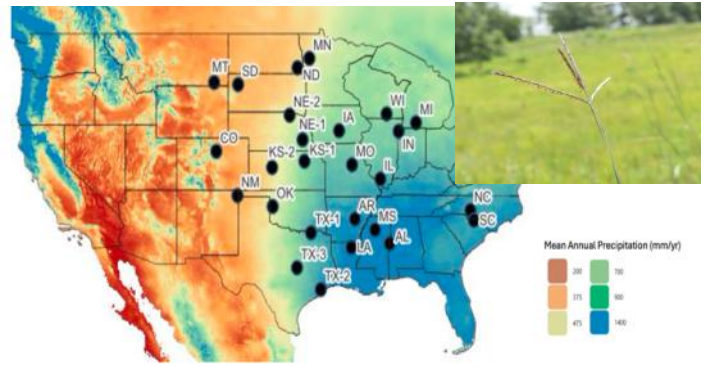 MN
MT
SD
ND
NE-2
WI
MI
IA
NE-1
IN
CO
KS-2
KS-1
MO
IL
NM
OK
AR
NC
MS
SC
TX-1
LA
AL
TX-3
TX-2
Mean Annual Precipitation (mm/yr)
200 700
375 900
475 1400